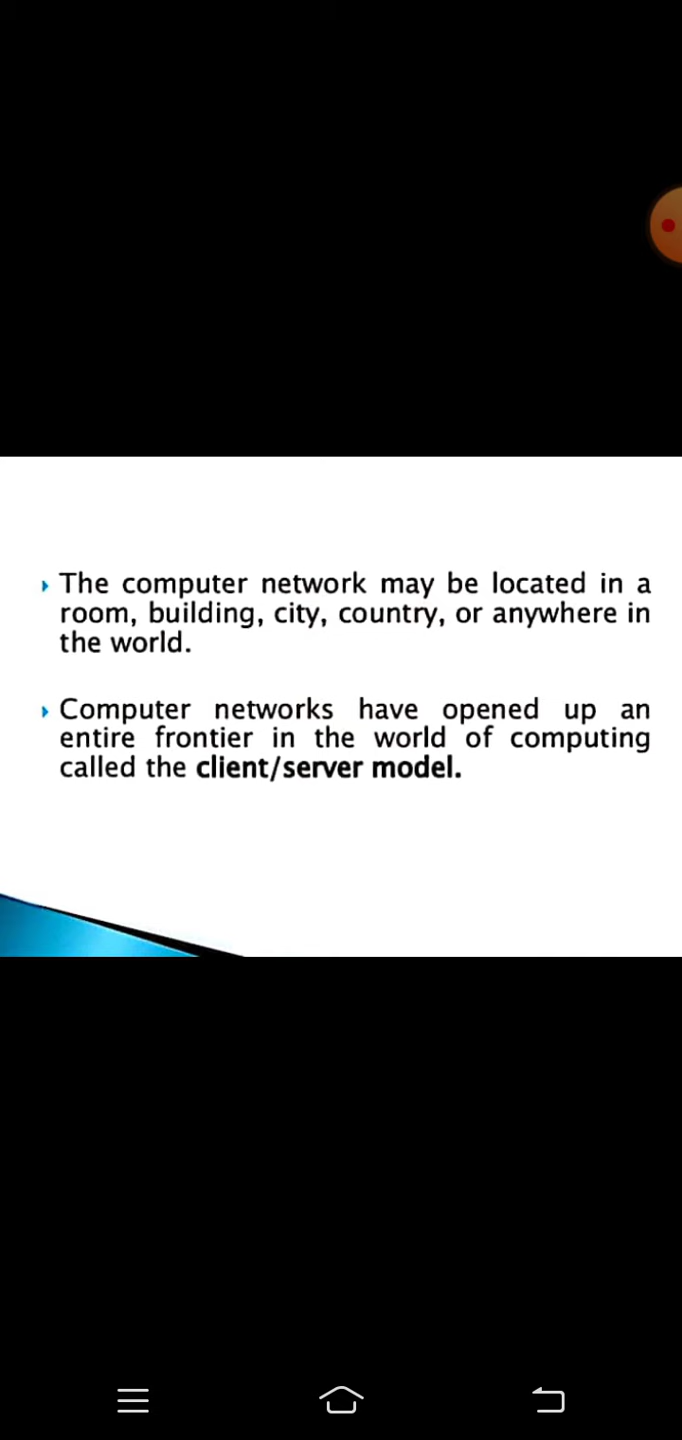 The computer network may be located in a
room, building, city, country, or anywhere in
the world.
Computer networks have opened up an
entire frontier in the world of computing
called the client/server model.